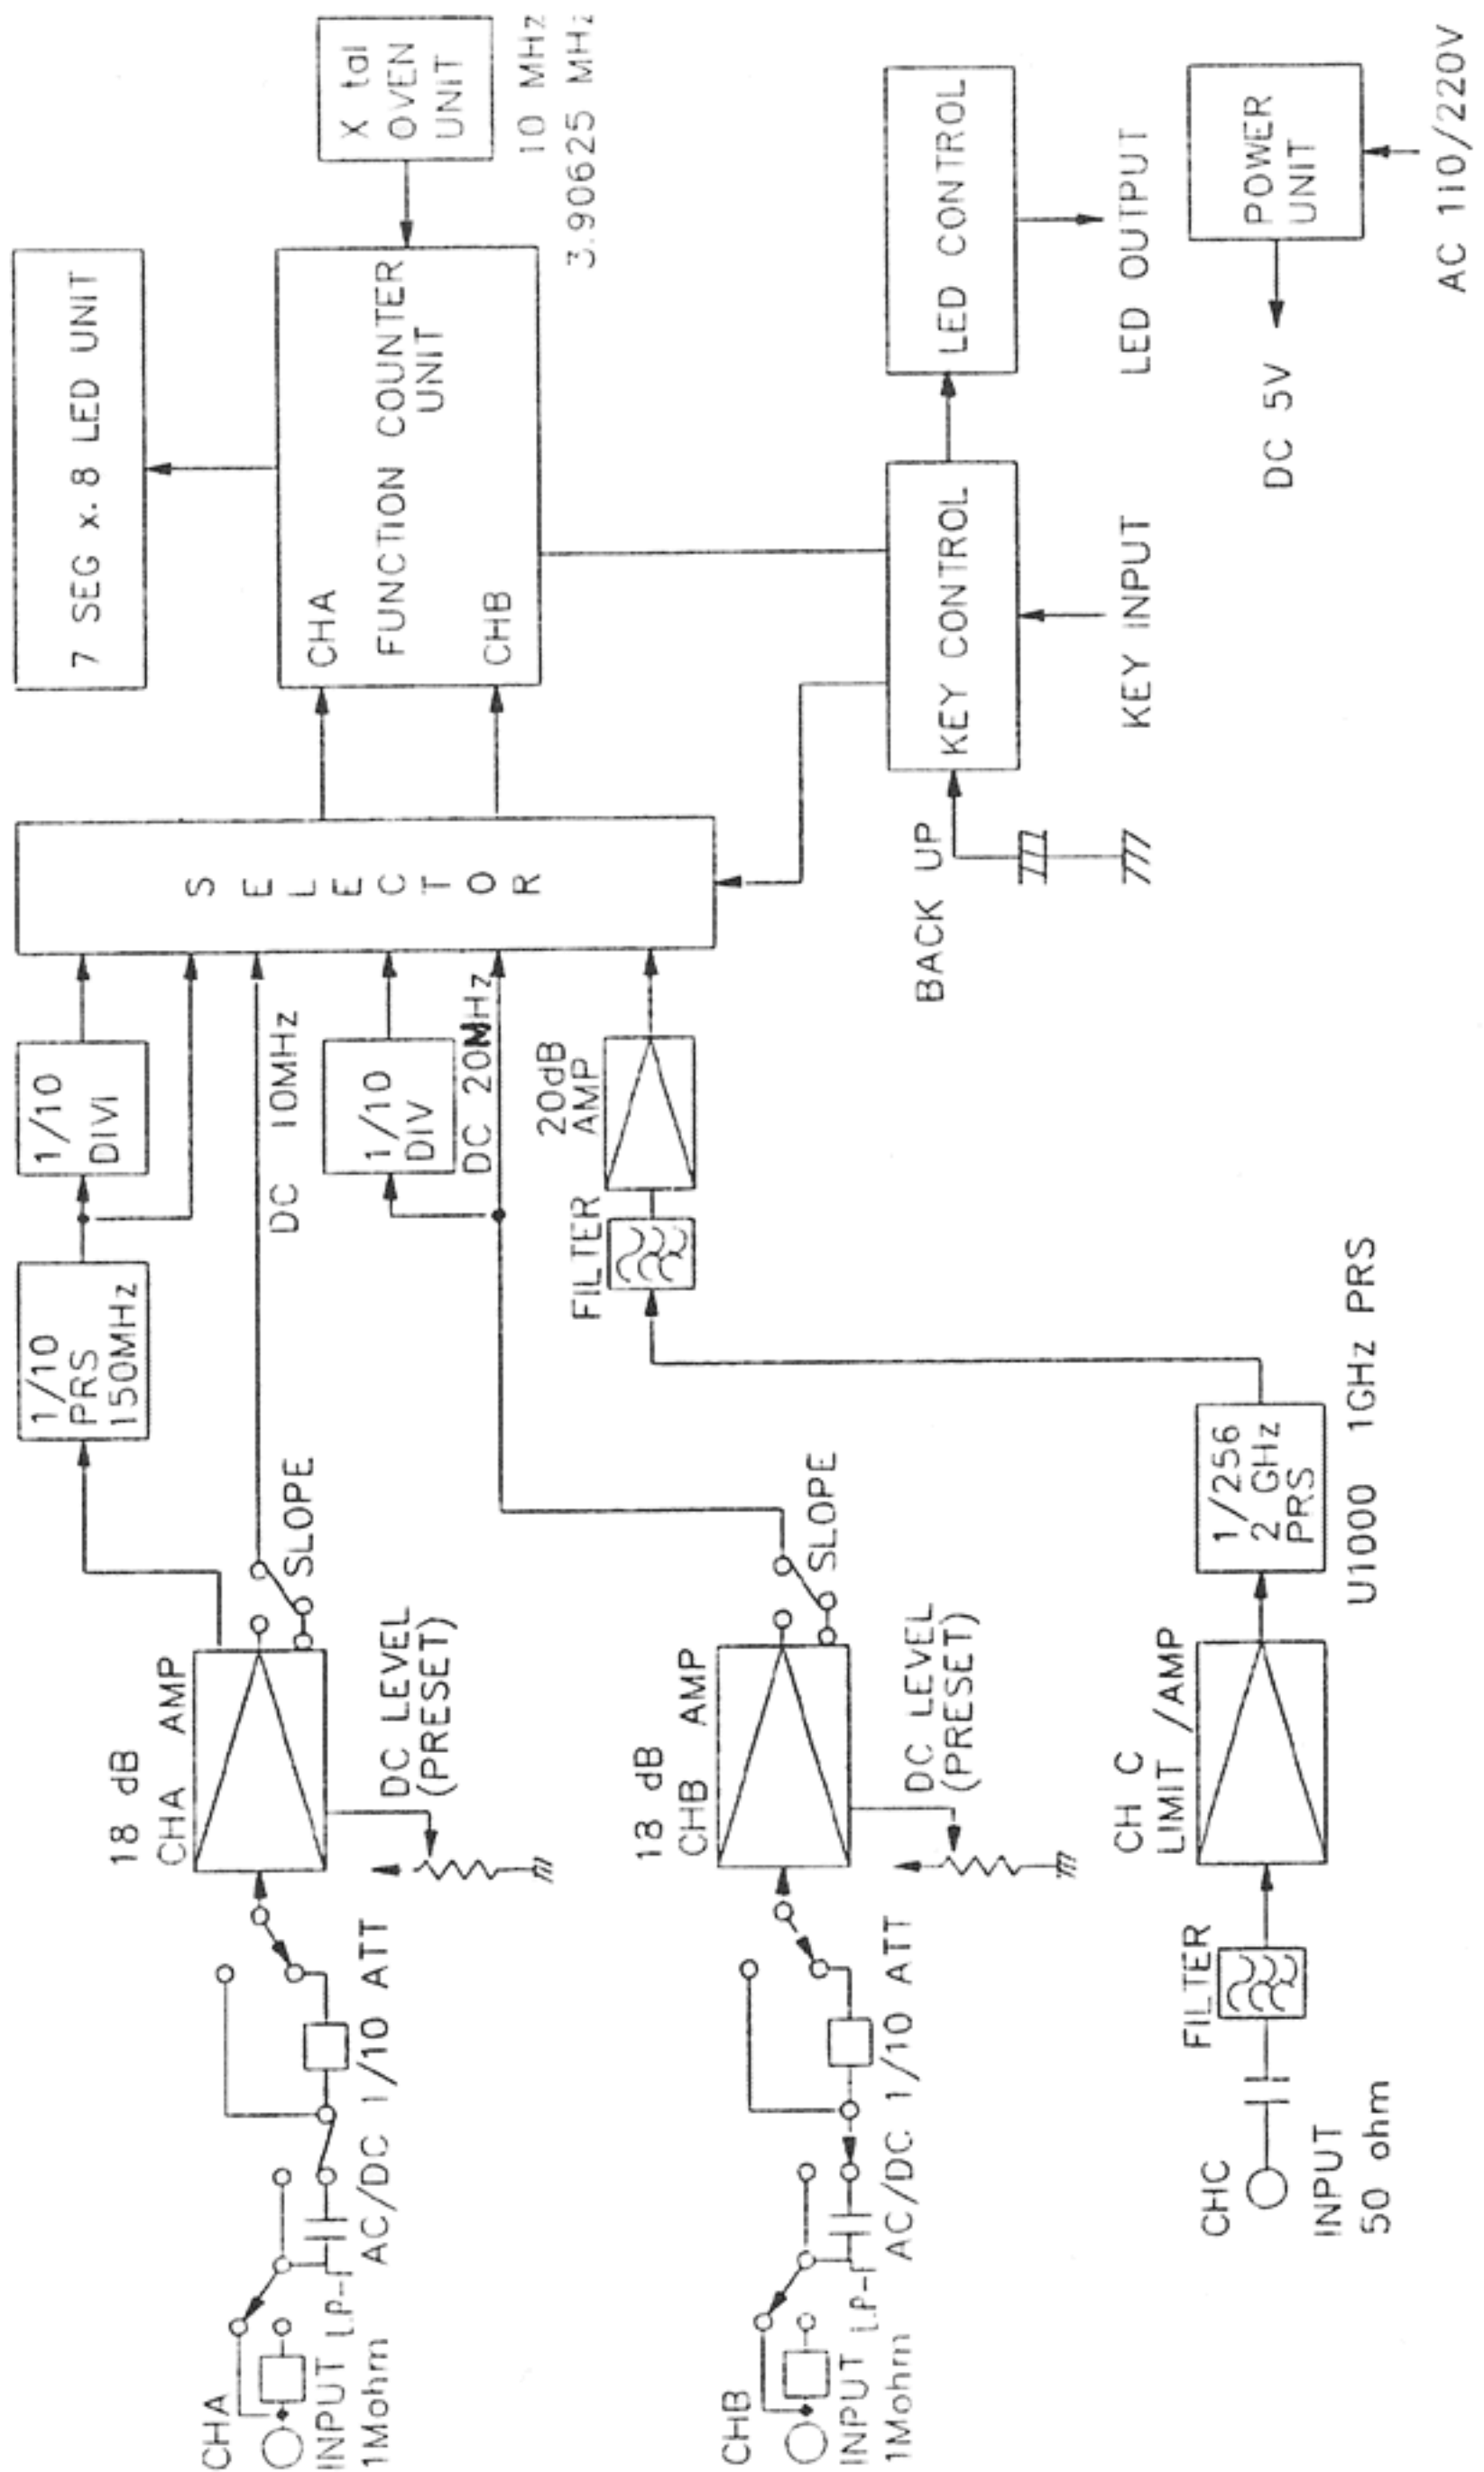 CHA
INPUT
1Mohm
AC/DC 1/10 ATT
18 dB
CHA AMP
DC LEVEL
(PRESET)
SLOPE
1/10
PRS
150MHz
1/10
DIVI
DC 10MHz
CHB
INPUT
1Mohm
AC/DC 1/10 ATT
18 dB
CHB AMP
DC LEVEL
(PRESET)
SLOPE
1/10
DIV
DC 20MHz
CHC
INPUT
50 ohm
FILTER
CH C
LIMIT /AMP
1/256
2 GHz
PRS
U1000 1GHz PRS
FILTER
20dB
AMP
SELECTOR
7 SEG x.8 LED UNIT
CHA
FUNCTION COUNTER
UNIT
CHB
X tal
OVEN
UNIT
10 MHz
3.90625 MHz
BACK UP
KEY CONTROL
KEY INPUT
LED CONTROL
LED OUTPUT
DC 5V
POWER
UNIT
AC 110/220V